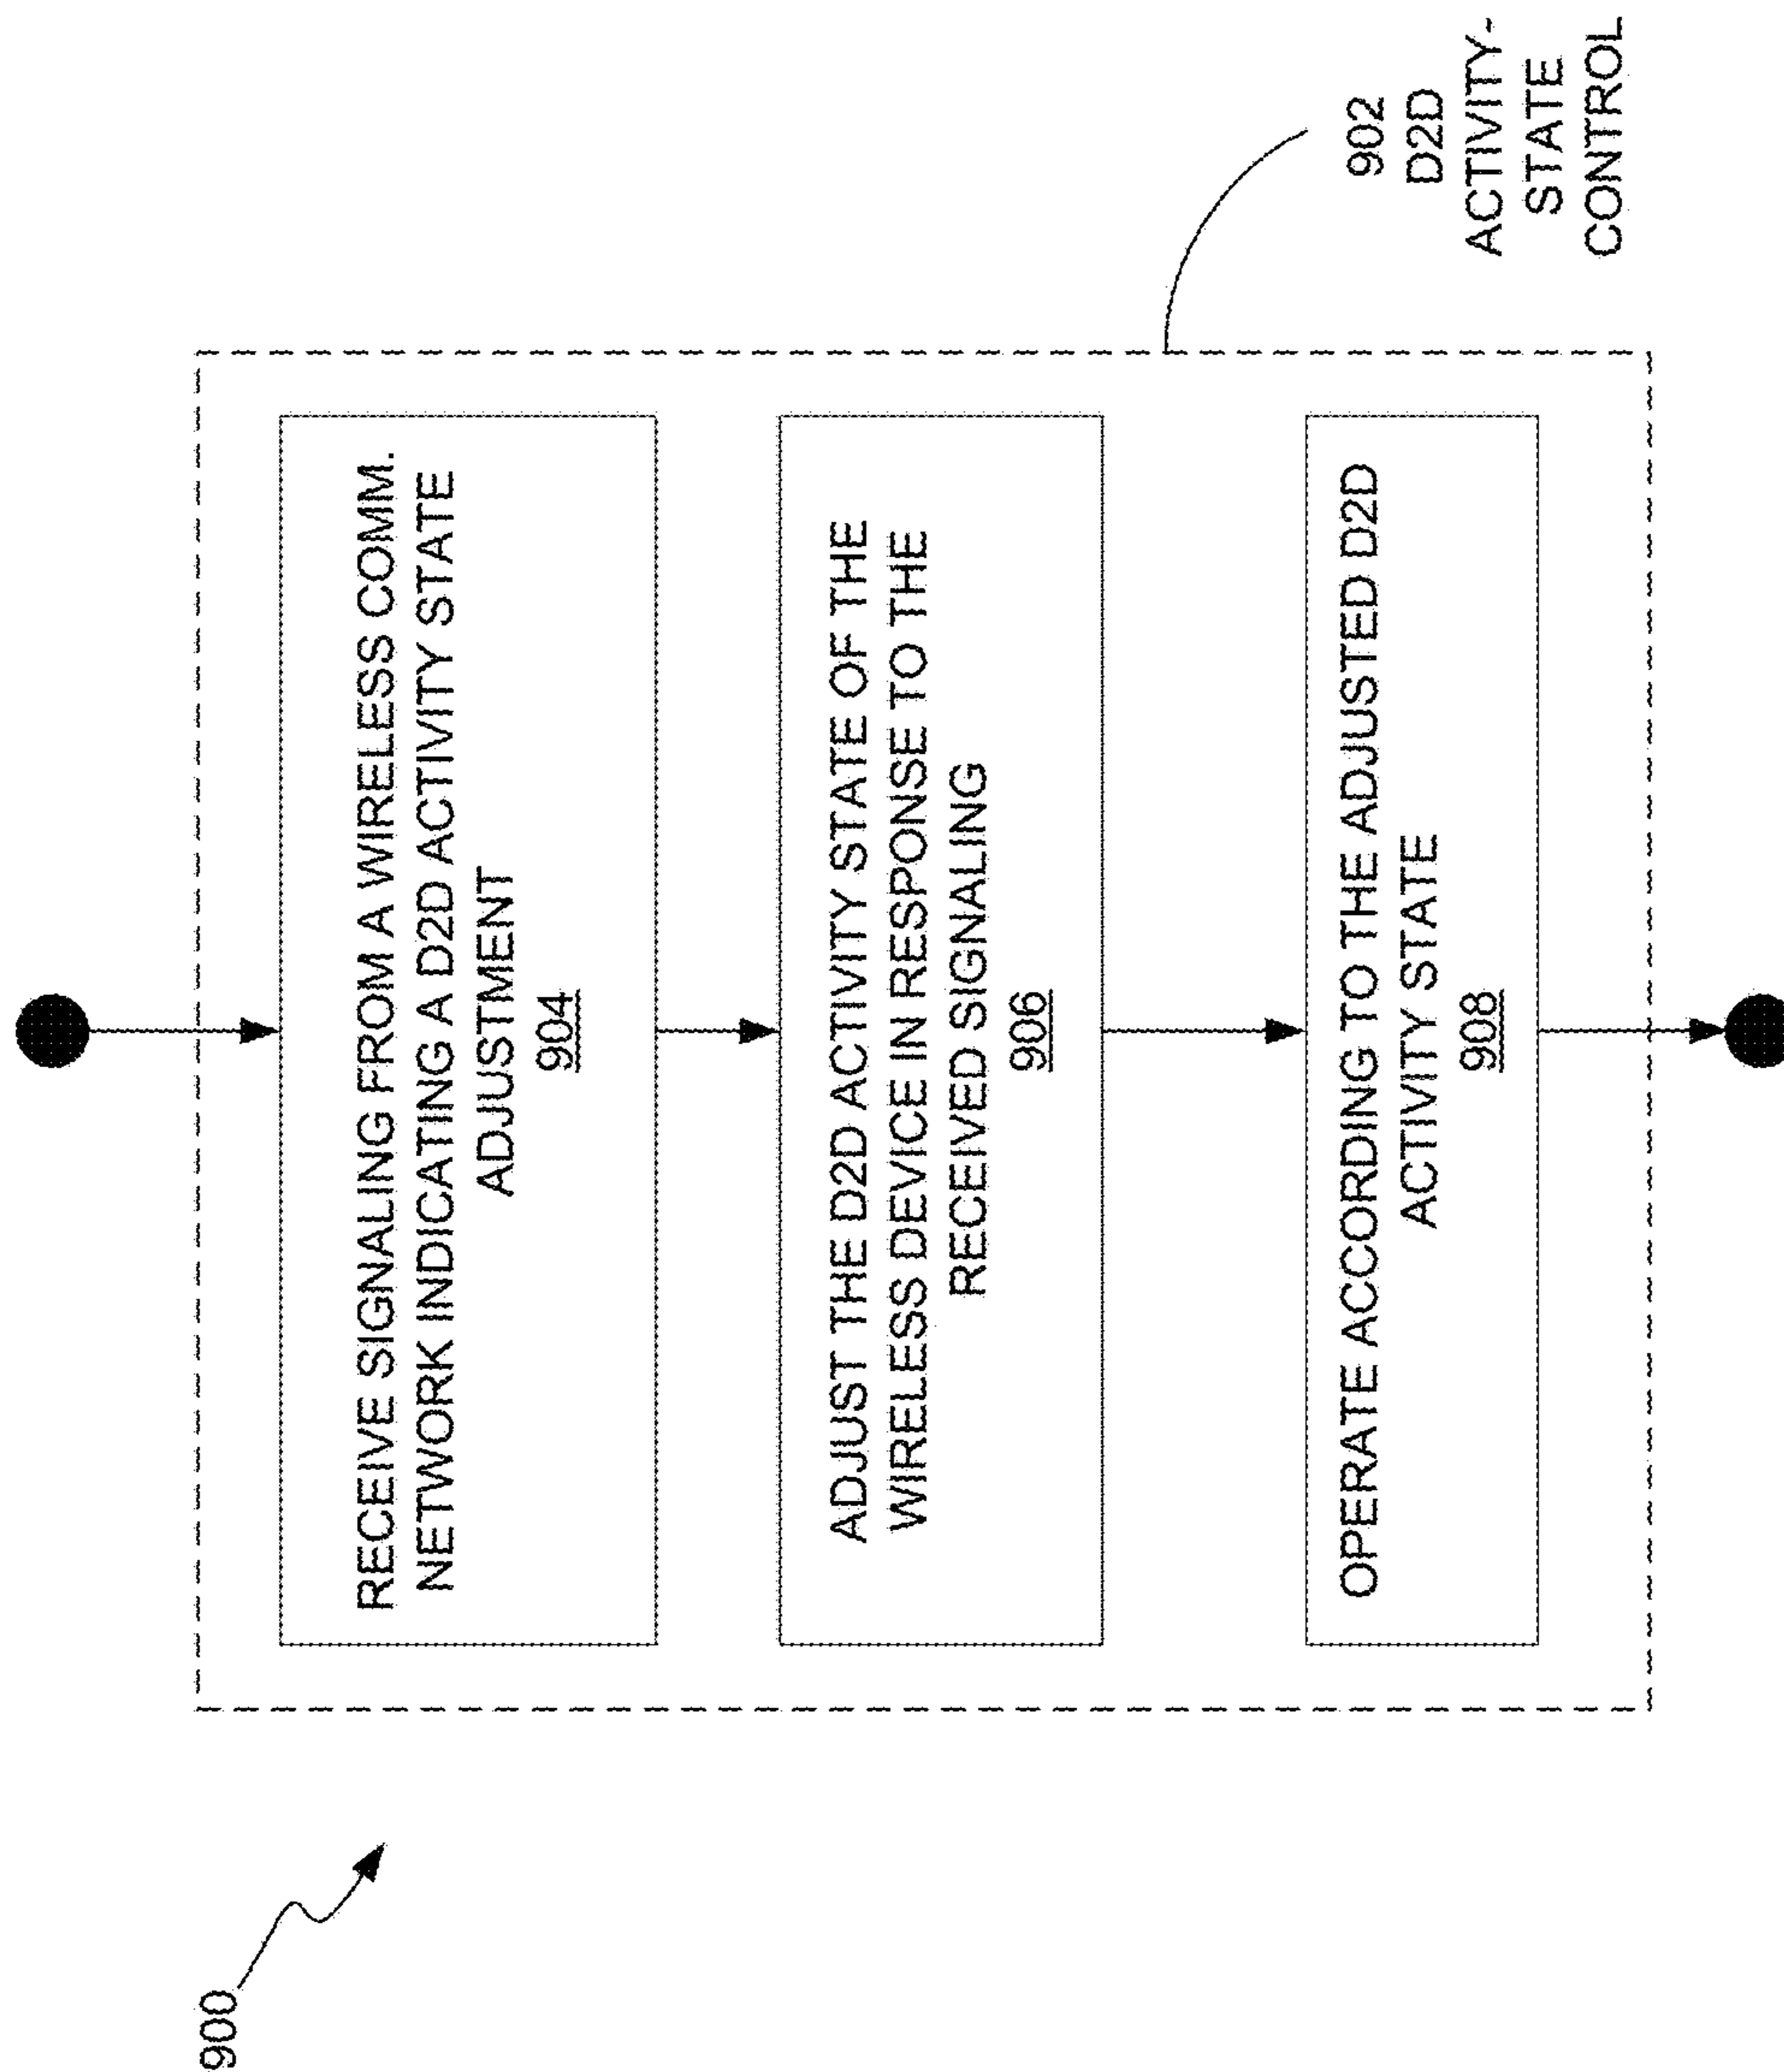 900
RECEIVE SIGNALING FROM A WIRELESS COMM.
NETWORK INDICATING A D2D ACTIVITY STATE
ADJUSTMENT
904
ADJUST THE D2D ACTIVITY STATE OF THE
WIRELESS DEVICE IN RESPONSE TO THE
RECEIVED SIGNALING
906
OPERATE ACCORDING TO THE ADJUSTED D2D
ACTIVITY STATE
908
902
D2D
ACTIVITY-
STATE
CONTROL